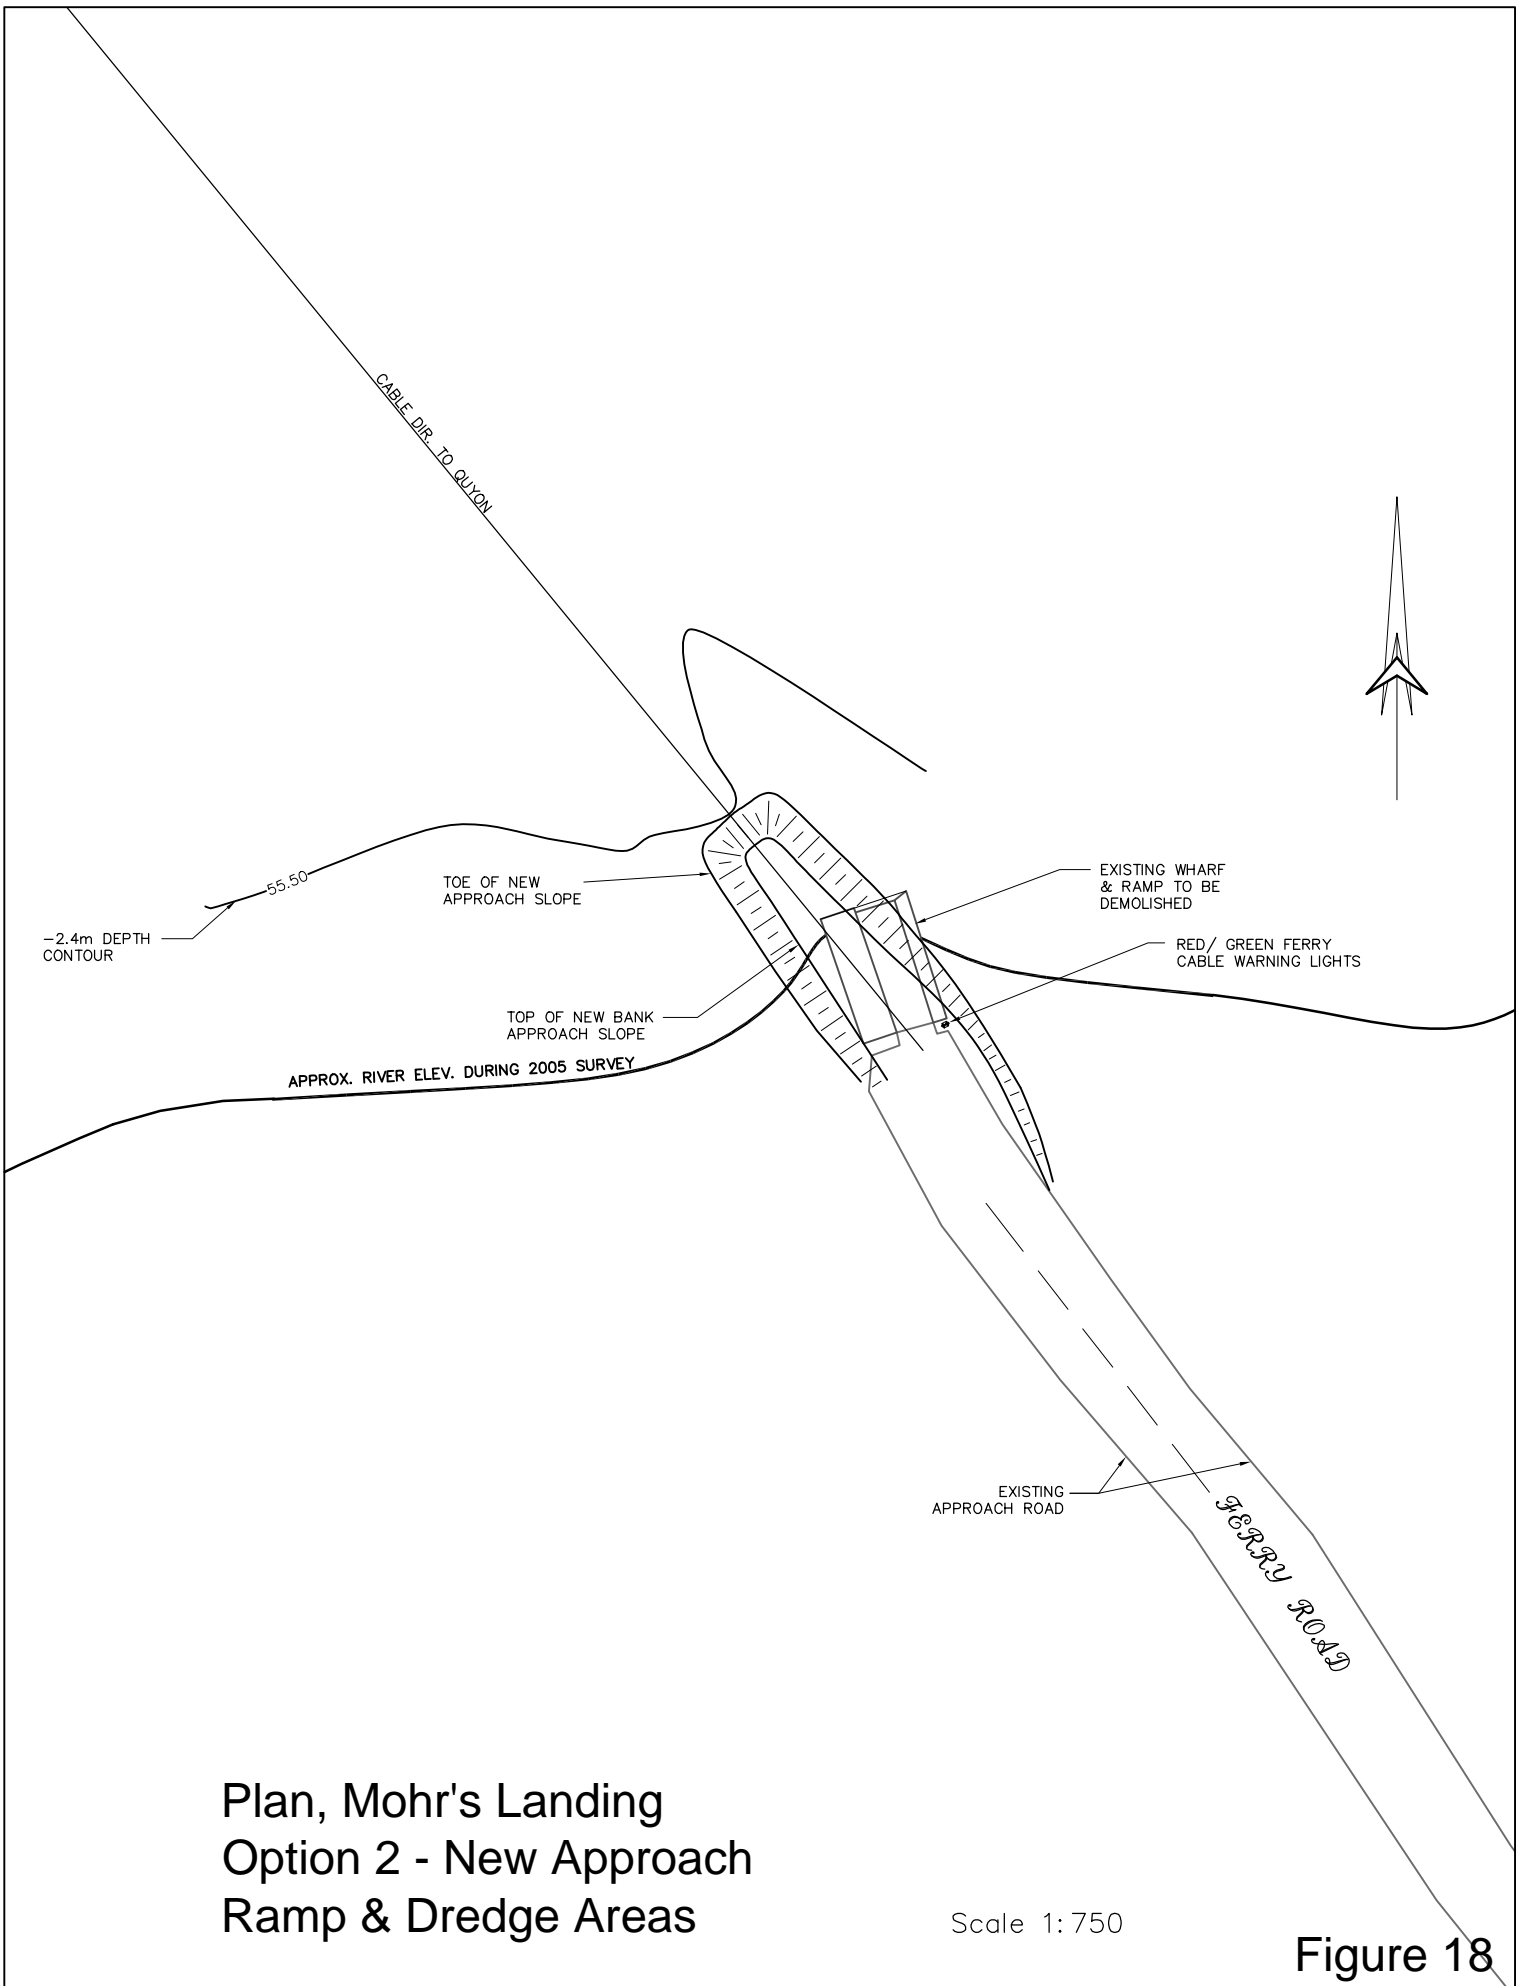 CABLE DIR. TO QUYON
55.50
TOE OF NEW
APPROACH SLOPE
EXISTING WHARF
& RAMP TO BE
DEMOLISHED
-2.4m DEPTH
CONTOUR
RED/ GREEN FERRY
CABLE WARNING LIGHTS
TOP OF NEW BANK
APPROACH SLOPE
APPROX. RIVER ELEV. DURING 2005 SURVEY
EXISTING
APPROACH ROAD
FERRY ROAD
Plan, Mohr's Landing
Option 2 - New Approach
Ramp & Dredge Areas
Scale 1:750
Figure 18